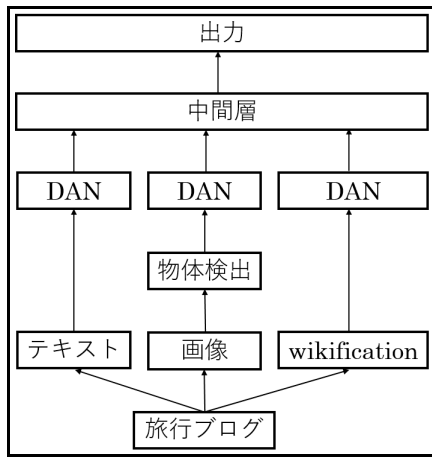 出力
中間層
DAN
DAN
DAN
物体検出
テキスト
画像
wikification
旅行ブログ